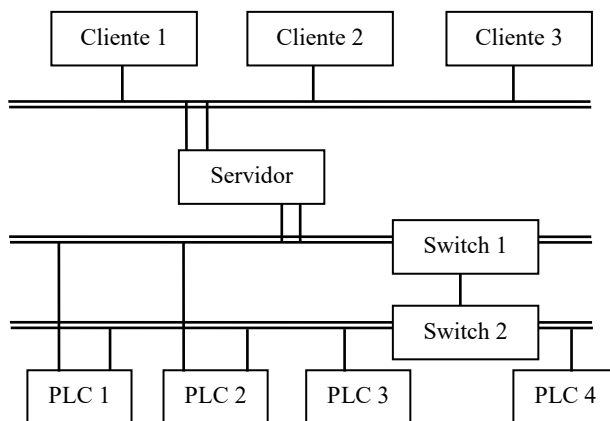 Cliente 1
Cliente 2
Cliente 3
Servidor
Switch 1
Switch 2
PLC 1
PLC 2
PLC 3
PLC 4